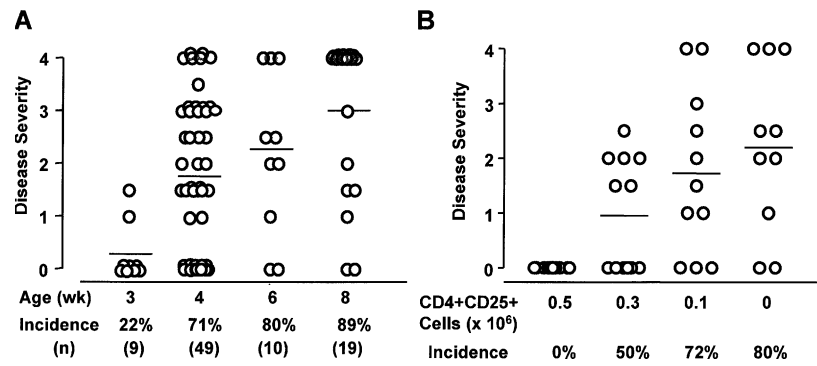 A
Disease Severity
4
3
2
1
0
Age (wk) 3 4 6 8
Incidence 22% 71% 80% 89%
(n) (9) (49) (10) (19)
B
Disease Severity
4
3
2
1
0
CD4+CD25+ 0.5 0.3 0.1 0
Cells (x 10⁶)
Incidence 0% 50% 72% 80%